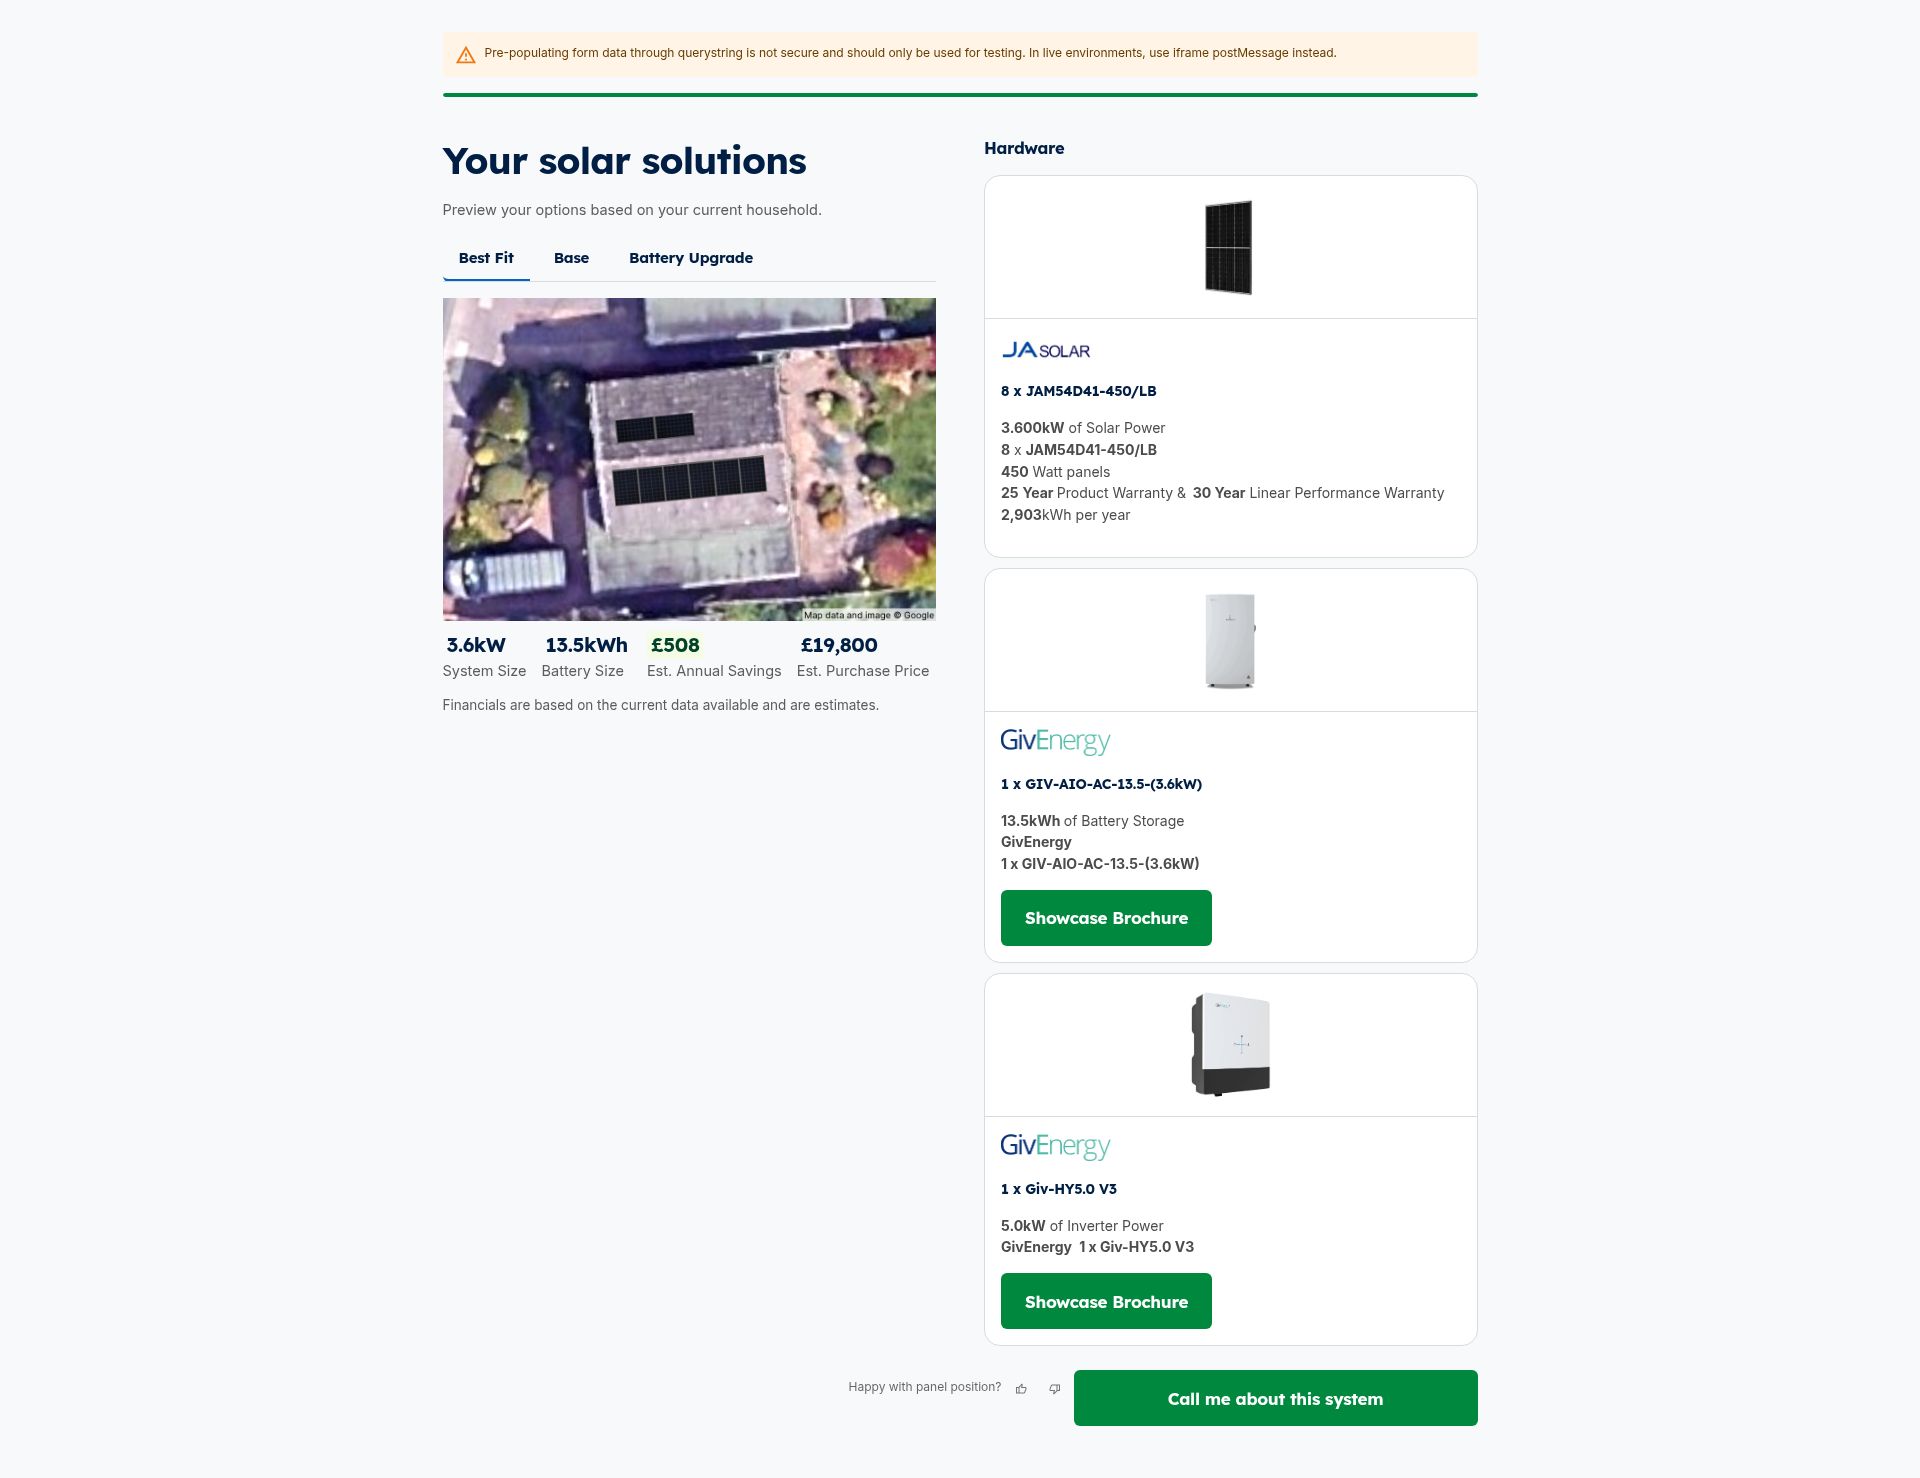 Pre-populating form data through querystring is not secure and should only be used for testing. In live environments, use iframe postMessage instead.
Your solar solutions
Preview your options based on your current household.
Best Fit
Base
Battery Upgrade
Map data and image © Google
3.6kW
System Size
13.5kWh
Battery Size
£508
Est. Annual Savings
£19,800
Est. Purchase Price
Financials are based on the current data available and are estimates.
Hardware
JA SOLAR
8 x JAM54D41-450/LB
3.600kW of Solar Power
8 x JAM54D41-450/LB
450 Watt panels
25 Year Product Warranty & 30 Year Linear Performance Warranty
2,903kWh per year
GivEnergy
1 x GIV-AIO-AC-13.5-(3.6kW)
13.5kWh of Battery Storage
GivEnergy
1 x GIV-AIO-AC-13.5-(3.6kW)
Showcase Brochure
GivEnergy
1 x Giv-HY5.0 V3
5.0kW of Inverter Power
GivEnergy 1 x Giv-HY5.0 V3
Showcase Brochure
Happy with panel position?
Call me about this system